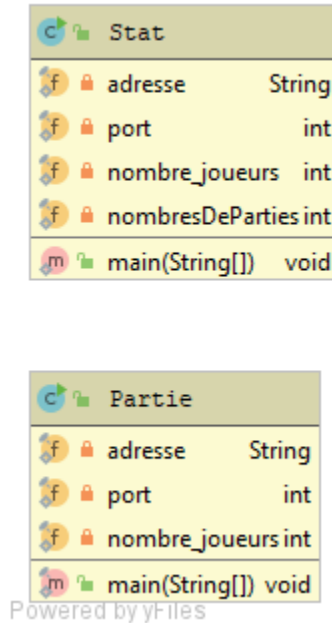 Stat
adresse String
port int
nombre_joueurs int
nombresDeParties int
main(String[]) void
Partie
adresse String
port int
nombre_joueurs int
main(String[]) void
Powered by yFiles